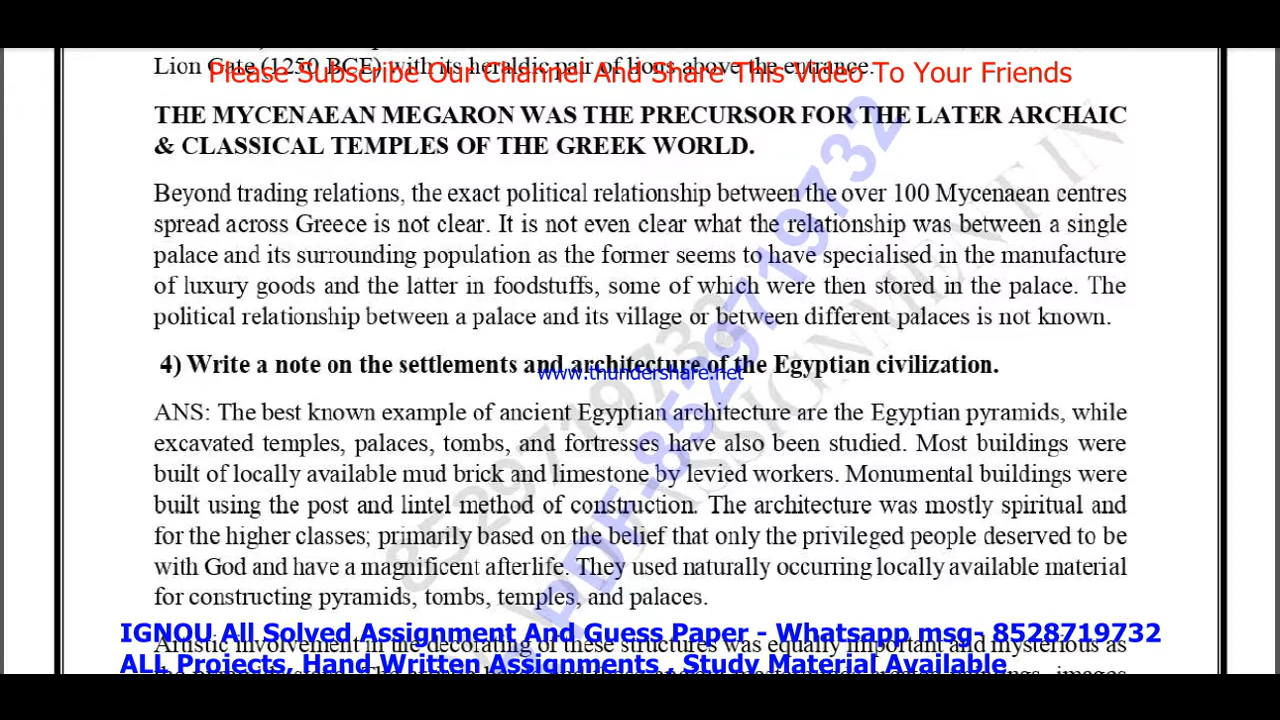 Lion Gate (1250 BCE) with its heraldic pair of lions above the entrance.
Please Subscribe Our Channel And Share This Video To Your Friends
THE MYCENAEAN MEGARON WAS THE PRECURSOR FOR THE LATER ARCHAIC
& CLASSICAL TEMPLES OF THE GREEK WORLD.
Beyond trading relations, the exact political relationship between the over 100 Mycenaean centres
spread across Greece is not clear. It is not even clear what the relationship was between a single
palace and its surrounding population as the former seems to have specialised in the manufacture
of luxury goods and the latter in foodstuffs, some of which were then stored in the palace. The
political relationship between a palace and its village or between different palaces is not known.
4) Write a note on the settlements and architecture of the Egyptian civilization.
www.thundershare.net
ANS: The best known example of ancient Egyptian architecture are the Egyptian pyramids, while
excavated temples, palaces, tombs, and fortresses have also been studied. Most buildings were
built of locally available mud brick and limestone by levied workers. Monumental buildings were
built using the post and lintel method of construction. The architecture was mostly spiritual and
for the higher classes; primarily based on the belief that only the privileged people deserved to be
with God and have a magnificent afterlife. They used naturally occurring locally available material
for constructing pyramids, tombs, temples, and palaces.
IGNOU All Solved Assignment And Guess Paper - Whatsapp msg- 8528719732
Artistic involvement in the decorating of these structures was equally important and mysterious as
ALL Projects, Hand Written Assignments , Study Material Available
PDF-8529719732
8529719732
ASSIGNMENT IN